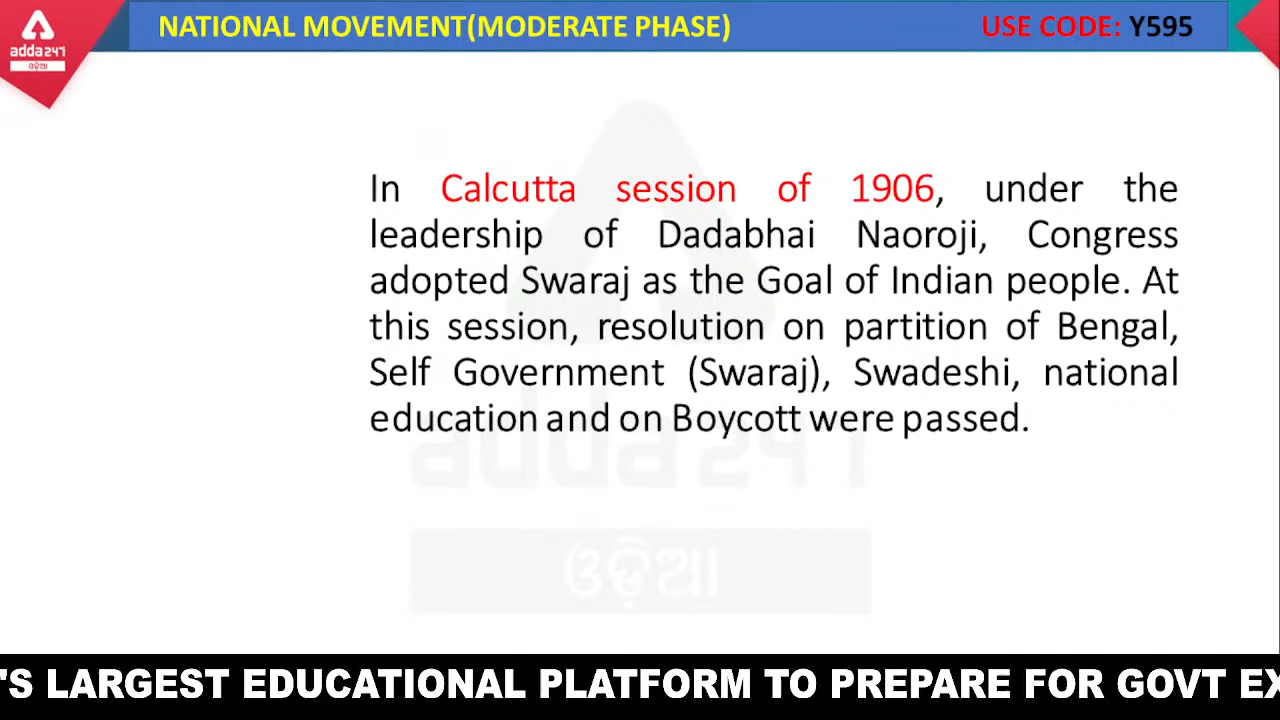 NATIONAL MOVEMENT(MODERATE PHASE)
USE CODE: Y595
adda247
ଓଡ଼ିଆ
In Calcutta session of 1906, under the
leadership of Dadabhai Naoroji, Congress
adopted Swaraj as the Goal of Indian people. At
this session, resolution on partition of Bengal,
Self Government (Swaraj), Swadeshi, national
education and on Boycott were passed.
adda247
ଓଡ଼ିଆ
'S LARGEST EDUCATIONAL PLATFORM TO PREPARE FOR GOVT EX